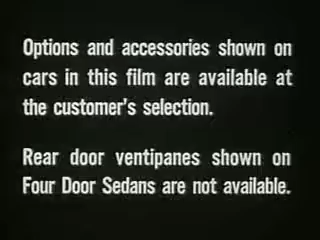 Options and accessories shown on
cars in this film are available at
the customer's selection.
Rear door ventipanes shown on
Four Door Sedans are not available.